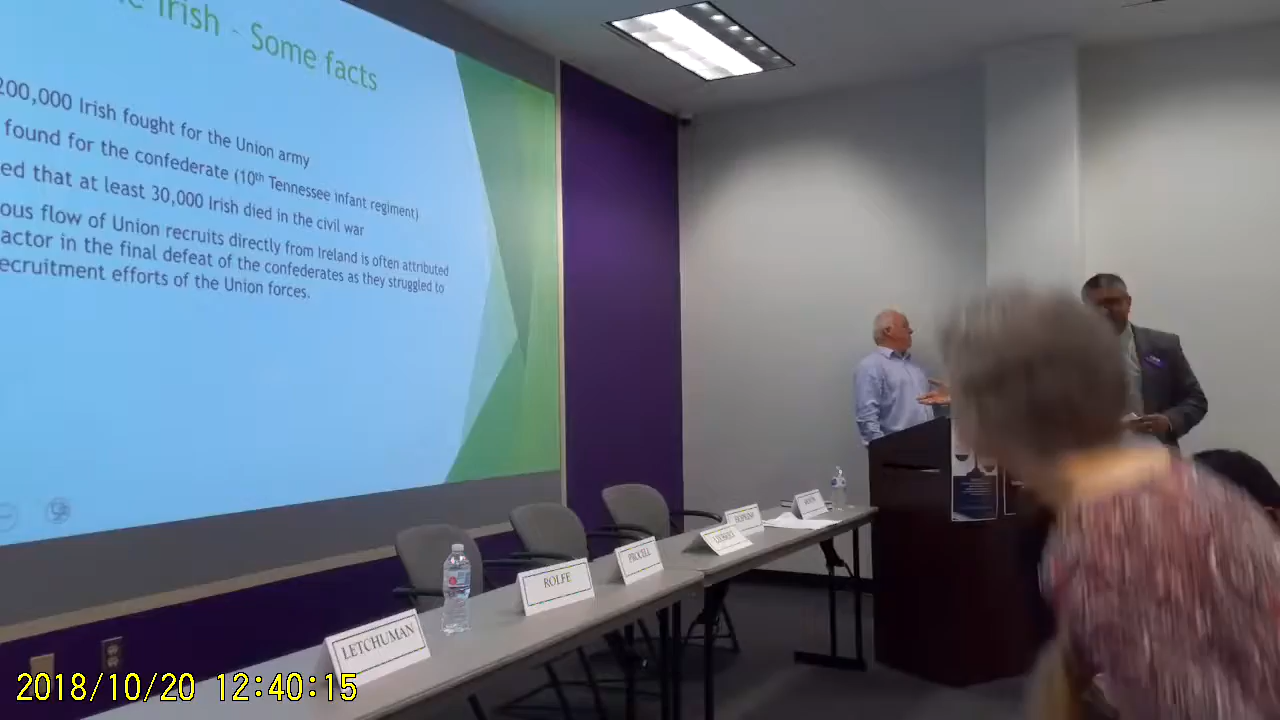 Irish - Some facts
200,000 Irish fought for the Union army
found for the confederate (10th Tennessee infant regiment)
ed that at least 30,000 Irish died in the civil war
ous flow of Union recruits directly from Ireland is often attributed
actor in the final defeat of the confederates as they struggled to
ecruitment efforts of the Union forces.
LETCHUMAN
ROLFE
PROCELL
2018/10/20 12:40:15